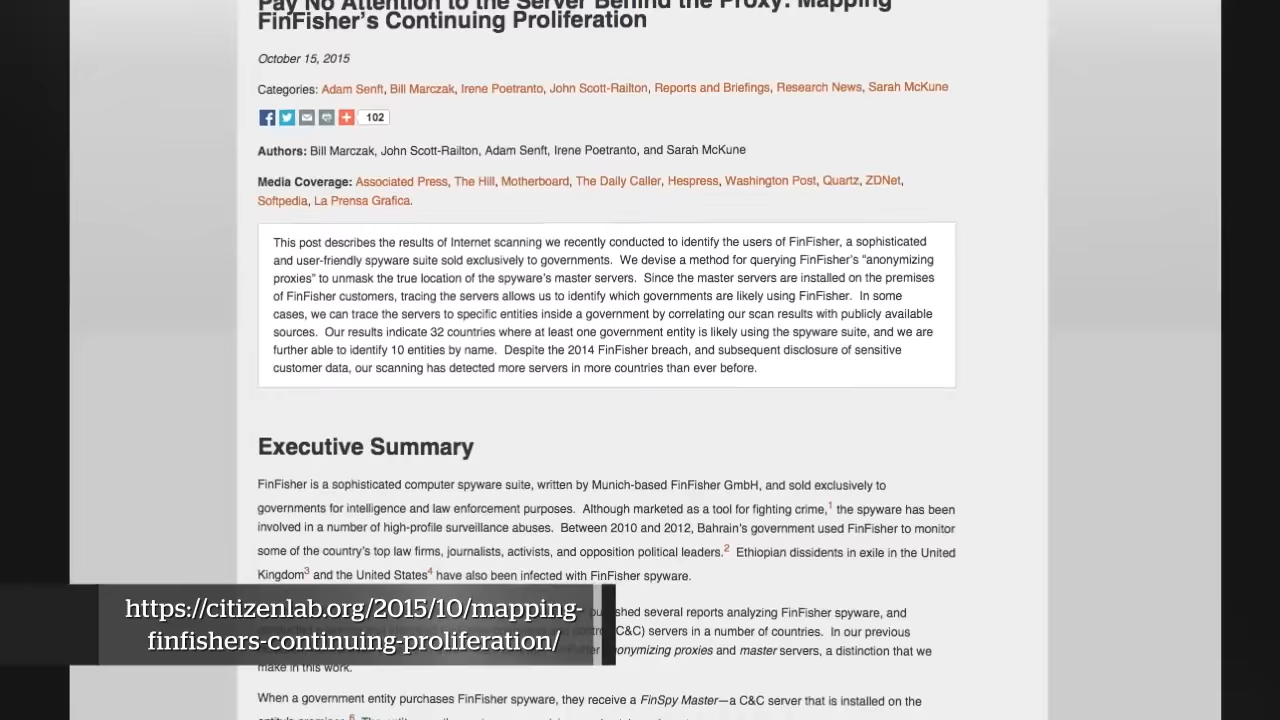 Pay No Attention to the Server Behind the Proxy: Mapping
FinFisher's Continuing Proliferation
October 15, 2015
Categories: Adam Senft, Bill Marczak, Irene Poetranto, John Scott-Railton, Reports and Briefings, Research News, Sarah McKune
102
Authors: Bill Marczak, John Scott-Railton, Adam Senft, Irene Poetranto, and Sarah McKune
Media Coverage: Associated Press, The Hill, Motherboard, The Daily Caller, Hespress, Washington Post, Quartz, ZDNet,
Softpedia, La Prensa Grafica.
This post describes the results of Internet scanning we recently conducted to identify the users of FinFisher, a sophisticated
and user-friendly spyware suite sold exclusively to governments.  We devise a method for querying FinFisher's “anonymizing
proxies” to unmask the true location of the spyware's master servers.  Since the master servers are installed on the premises
of FinFisher customers, tracing the servers allows us to identify which governments are likely using FinFisher.  In some
cases, we can trace the servers to specific entities inside a government by correlating our scan results with publicly available
sources.  Our results indicate 32 countries where at least one government entity is likely using the spyware suite, and we are
further able to identify 10 entities by name.  Despite the 2014 FinFisher breach, and subsequent disclosure of sensitive
customer data, our scanning has detected more servers in more countries than ever before.
Executive Summary
FinFisher is a sophisticated computer spyware suite, written by Munich-based FinFisher GmbH, and sold exclusively to
governments for intelligence and law enforcement purposes.  Although marketed as a tool for fighting crime,1 the spyware has been
involved in a number of high-profile surveillance abuses.  Between 2010 and 2012, Bahrain's government used FinFisher to monitor
some of the country's top law firms, journalists, activists, and opposition political leaders.2  Ethiopian dissidents in exile in the United
Kingdom3 and the United States4 have also been infected with FinFisher spyware.
several reports analyzing FinFisher spyware, and
(C&C) servers in a number of countries.  In our previous
proxies and master servers, a distinction that we
make in this work.
https://citizenlab.org/2015/10/mapping-
finfishers-continuing-proliferation/
When a government entity purchases FinFisher spyware, they receive a FinSpy Master—a C&C server that is installed on the